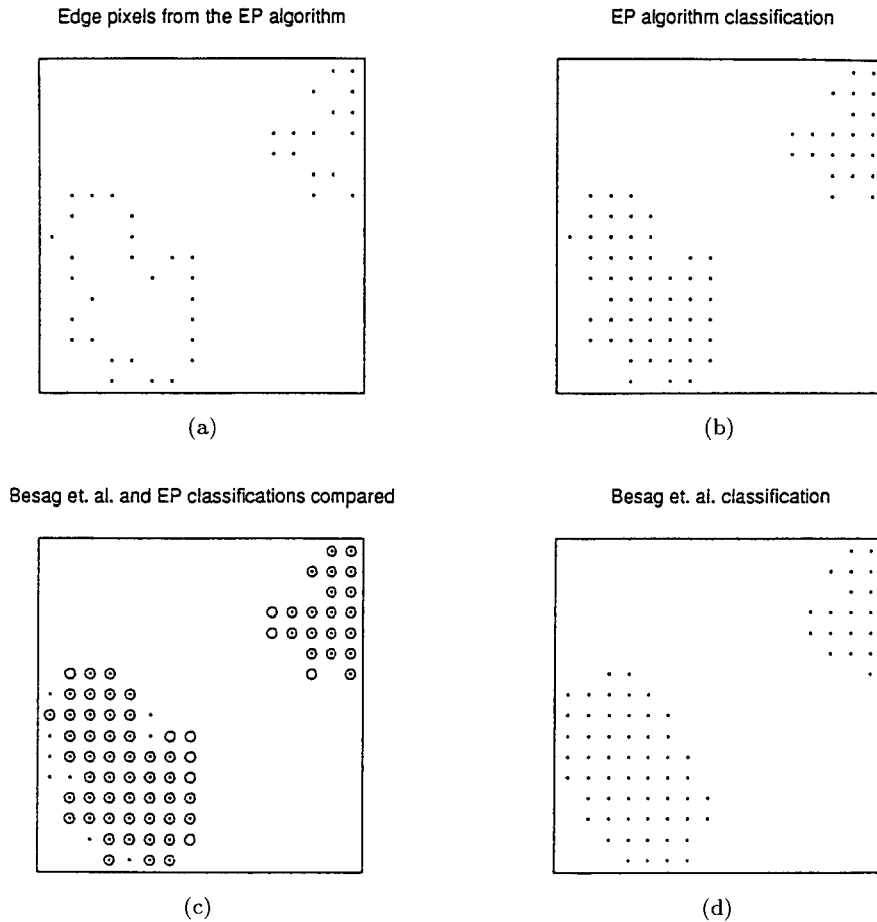 Edge pixels from the EP algorithm
EP algorithm classification
(a)
(b)
Besag et. al. and EP classifications compared
Besag et. al. classification
(c)
(d)